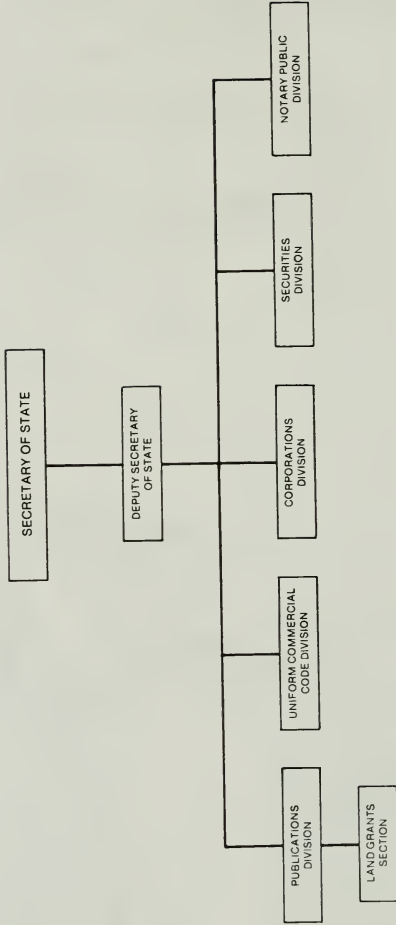 SECRETARY OF STATE
DEPUTY SECRETARY
OF STATE
PUBLICATIONS
DIVISION
UNIFORM COMMERCIAL
CODE DIVISION
CORPORATIONS
DIVISION
SECURITIES
DIVISION
NOTARY PUBLIC
DIVISION
LAND GRANTS
SECTION